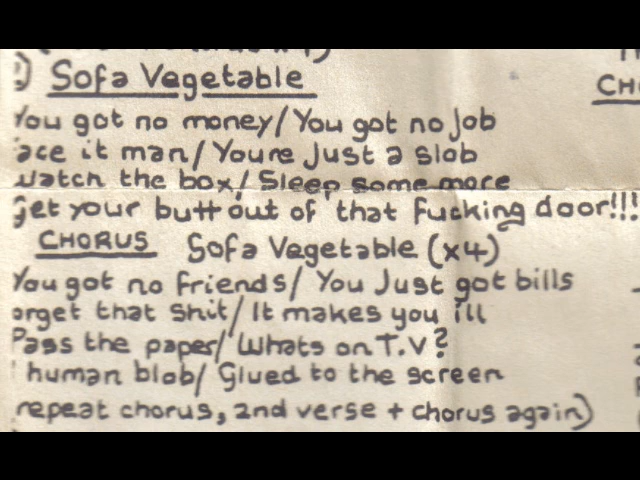 ) Sofa Vegetable
CHO
You got no money/ You got no job
ace it man/ Youre Just a slob
Watch the box/ Sleep some more
Get your butt out of that fucking door!!!
CHORUS Sofa Vegetable (x4)
You got no friends/ You Just got bills
orget that shit/ It makes you ill
Pass the paper/ Whats on T.V?
human blob/ Glued to the screen
repeat chorus, 2nd verse + chorus again)